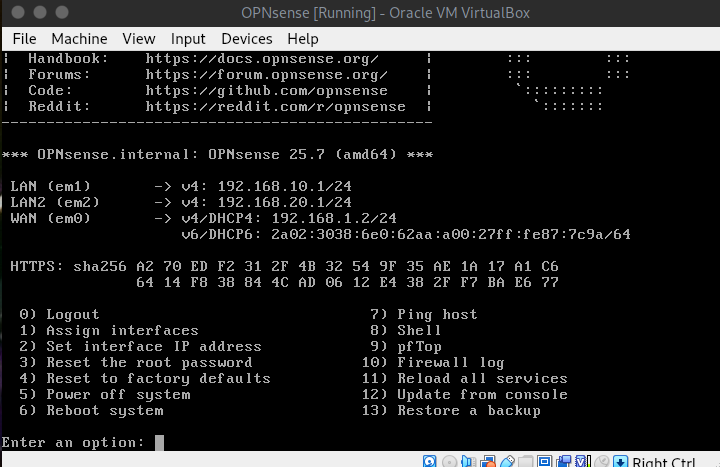 OPNsense [Running] - Oracle VM VirtualBox
File Machine View Input Devices Help
| Handbook: https://docs.opnsense.org/ | ::: :::
| Forums: https://forum.opnsense.org/ | ::: :::
| Code: https://github.com/opnsense | `:::::::::
| Reddit: https://reddit.com/r/opnsense | `:::::::
------------------------------------------------
*** OPNsense.internal: OPNsense 25.7 (amd64) ***
LAN (em1) -> v4: 192.168.10.1/24
LAN2 (em2) -> v4: 192.168.20.1/24
WAN (em0) -> v4/DHCP4: 192.168.1.2/24
v6/DHCP6: 2a02:3038:6e0:62aa:a00:27ff:fe87:7c9a/64
HTTPS: sha256 A2 70 ED F2 31 2F 4B 32 54 9F 35 AE 1A 17 A1 C6
64 14 F8 38 84 4C AD 06 12 E4 38 2F F7 BA E6 77
0) Logout 7) Ping host
1) Assign interfaces 8) Shell
2) Set interface IP address 9) pfTop
3) Reset the root password 10) Firewall log
4) Reset to factory defaults 11) Reload all services
5) Power off system 12) Update from console
6) Reboot system 13) Restore a backup
Enter an option:
Right Ctrl